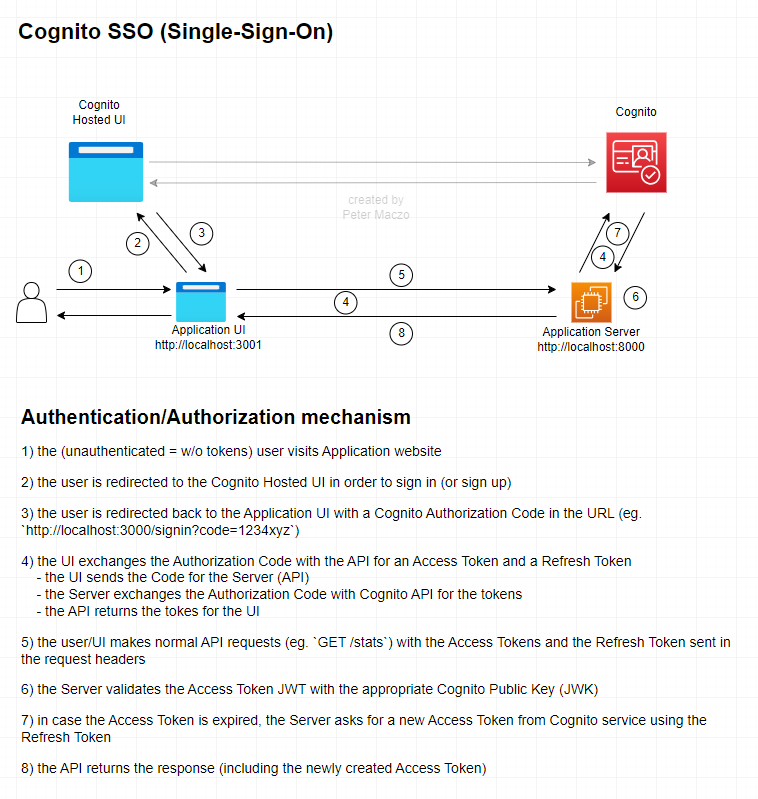 Cognito SSO (Single-Sign-On)
Cognito
Hosted UI
Cognito
created by
Peter Maczo
2
3
7
4
1
5
4
6
8
Application UI
http://localhost:3001
Application Server
http://localhost:8000
Authentication/Authorization mechanism
1) the (unauthenticated = w/o tokens) user visits Application website
2) the user is redirected to the Cognito Hosted UI in order to sign in (or sign up)
3) the user is redirected back to the Application UI with a Cognito Authorization Code in the URL (eg.
`http://localhost:3000/signin?code=1234xyz`)
4) the UI exchanges the Authorization Code with the API for an Access Token and a Refresh Token
- the UI sends the Code for the Server (API)
- the Server exchanges the Authorization Code with Cognito API for the tokens
- the API returns the tokes for the UI
5) the user/UI makes normal API requests (eg. `GET /stats`) with the Access Tokens and the Refresh Token sent in
the request headers
6) the Server validates the Access Token JWT with the appropriate Cognito Public Key (JWK)
7) in case the Access Token is expired, the Server asks for a new Access Token from Cognito service using the
Refresh Token
8) the API returns the response (including the newly created Access Token)